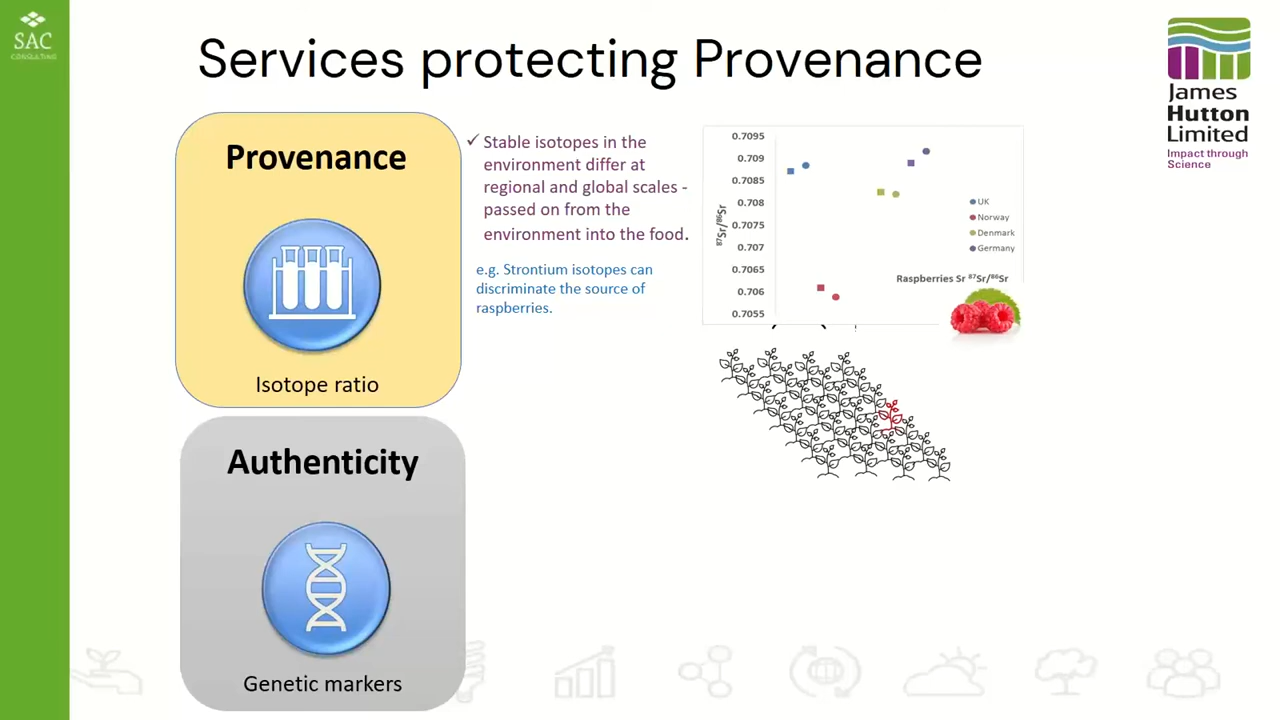 SAC
CONSULTING
Services protecting Provenance
James
Hutton
Limited
Impact through
Science
Provenance
Isotope ratio
✓ Stable isotopes in the
environment differ at
regional and global scales -
passed on from the
environment into the food.
e.g. Strontium isotopes can
discriminate the source of
raspberries.
0.7095
0.709
0.7085
0.708
0.7075
0.707
0.7065
0.706
0.7055
⁸⁷Sr/⁸⁶Sr
UK
Norway
Denmark
Germany
Raspberries Sr ⁸⁷Sr/⁸⁶Sr
Authenticity
Genetic markers